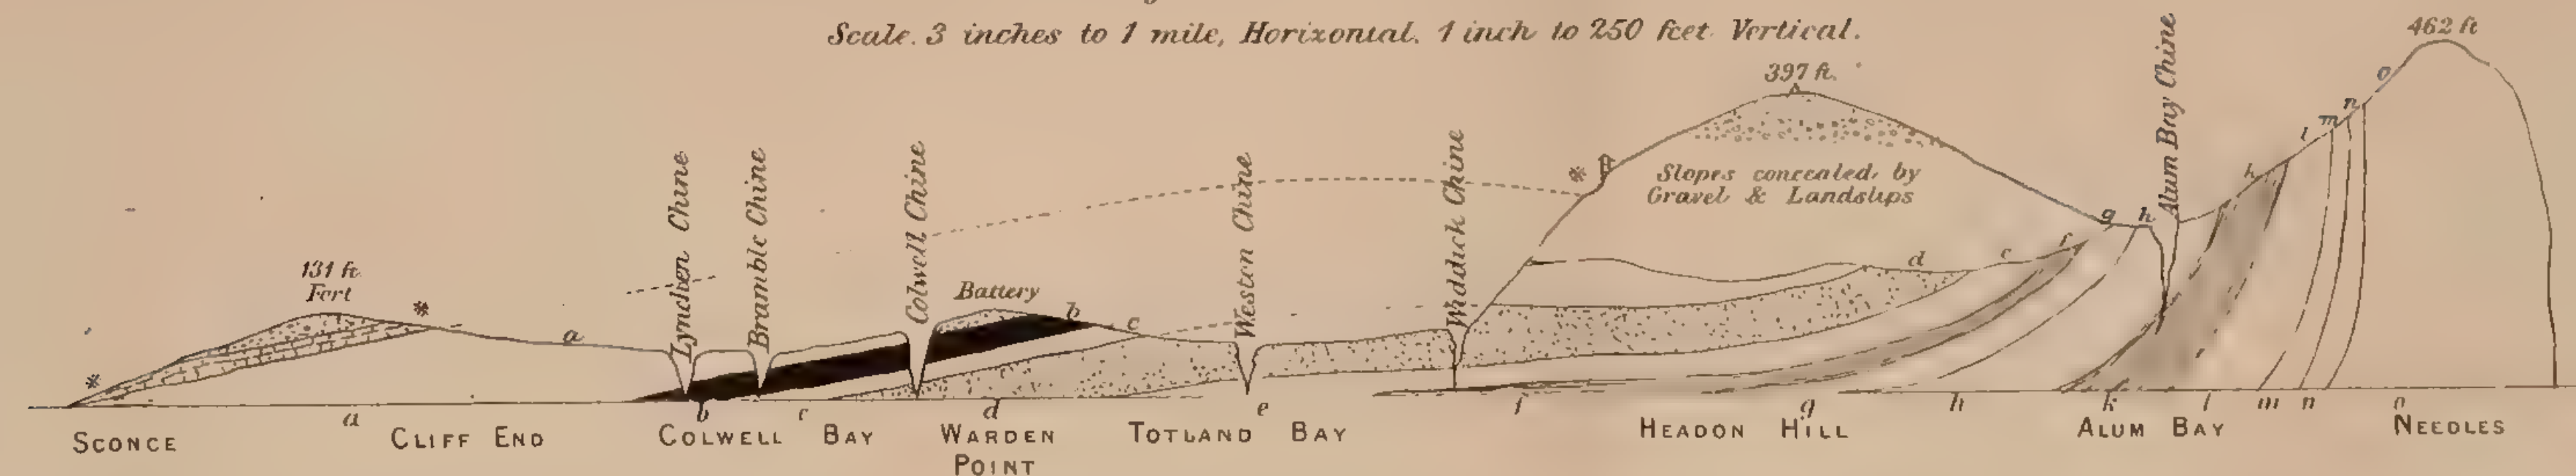 Scale. 3 inches to 1 mile, Horizontal. 1 inch to 250 feet Vertical.
462 ft
397 ft.
Alum Bay Chine
Lynchen Chine
Bramble Chine
Colwell Chine
Weston Chine
Widdick Chine
Slopes concealed by
Gravel & Landslips
131 ft.
Fort
Battery
* * *
a b c d e f g h k l m n o
a b c d e f g h k l m n o
SCONCE CLIFF END COLWELL BAY WARDEN POINT TOTLAND BAY HEADON HILL ALUM BAY NEEDLES